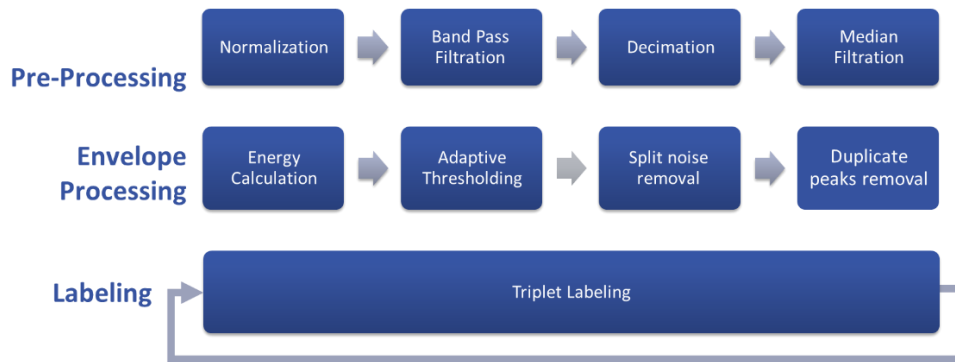 Pre-Processing
Normalization
Band Pass
Filtration
Decimation
Median
Filtration
Envelope
Processing
Energy
Calculation
Adaptive
Thresholding
Split noise
removal
Duplicate
peaks removal
Labeling
Triplet Labeling